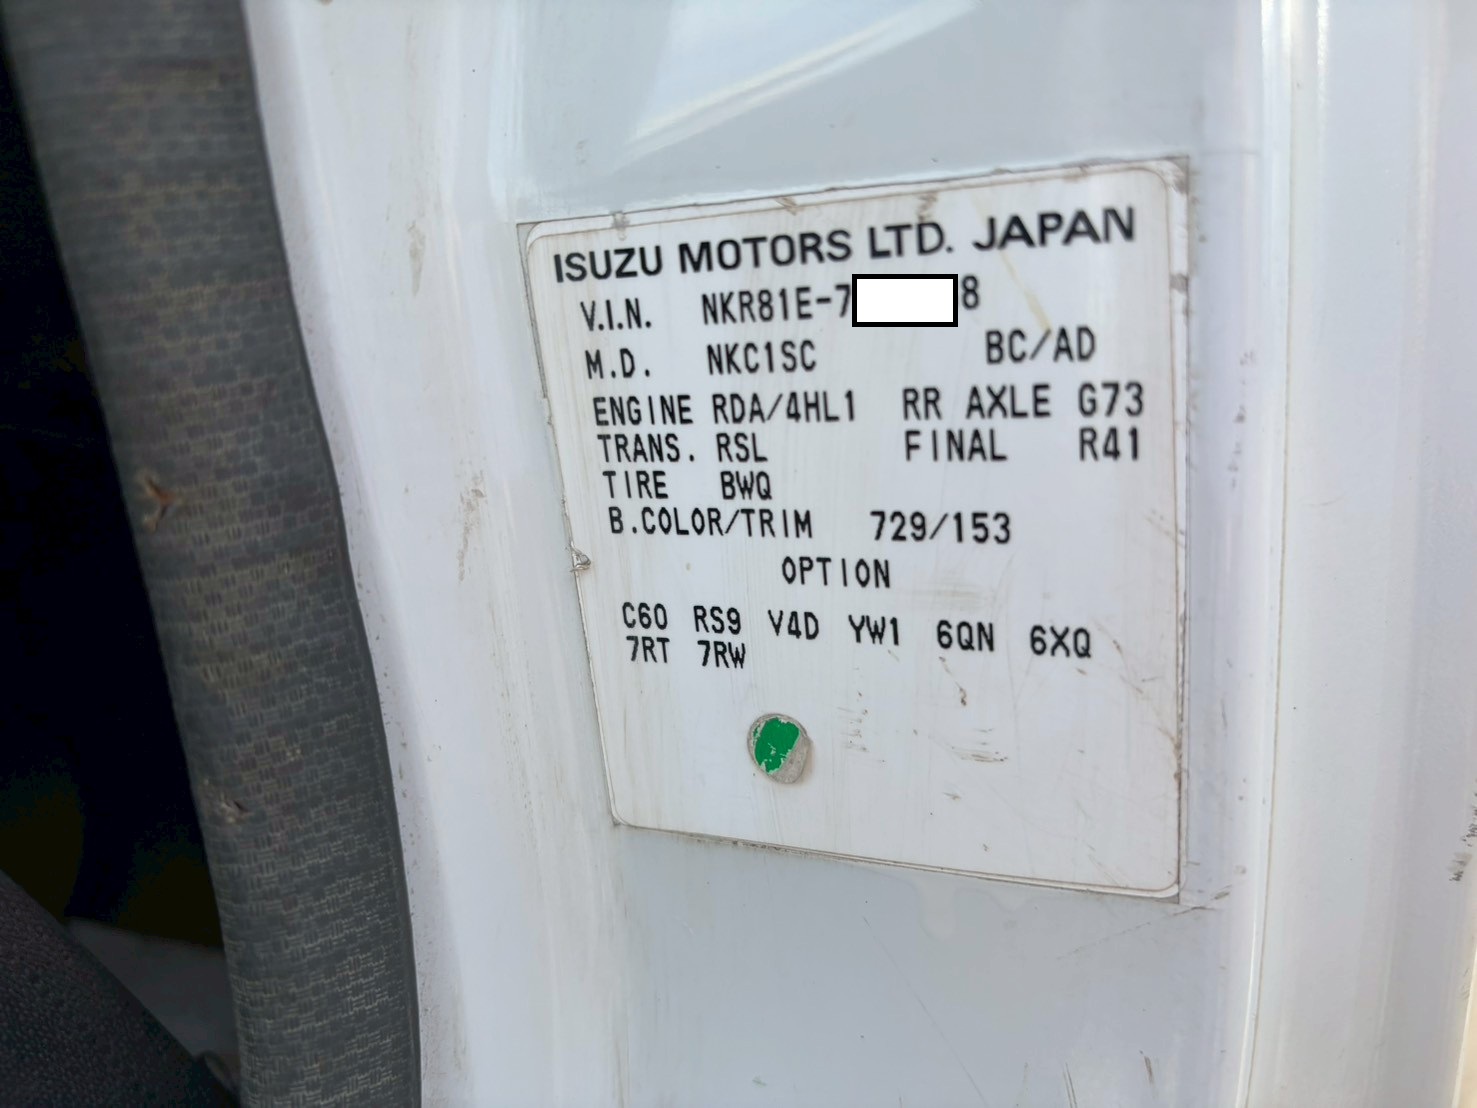 ISUZU MOTORS LTD. JAPAN
V.I.N. NKR81E-7 8
M.D. NKC1SC BC/AD
ENGINE RDA/4HL1 RR AXLE G73
TRANS. RSL FINAL R41
TIRE BWQ
B.COLOR/TRIM 729/153
OPTION
C60 RS9 V4D YW1 6QN 6XQ
7RT 7RW